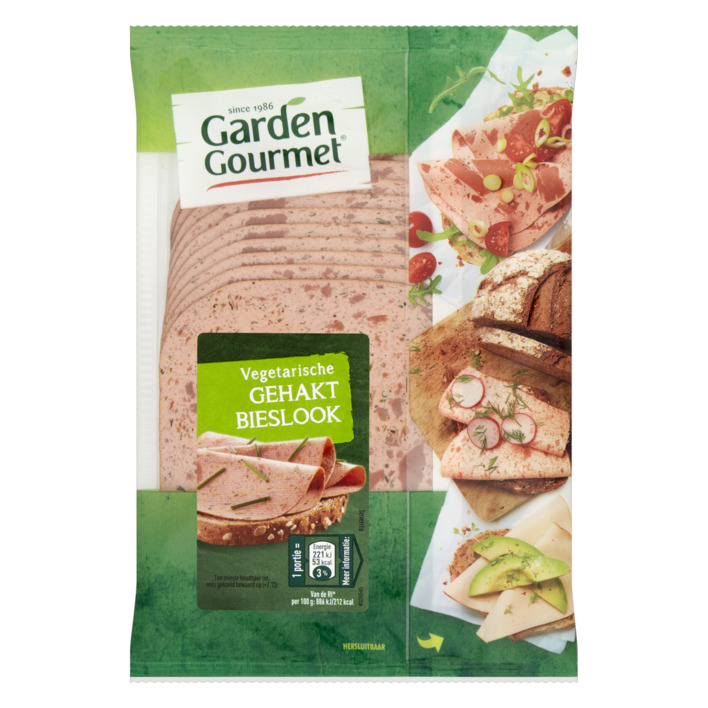 since 1986
Garden
Gourmet®
Vegetarische
GEHAKT
BIESLOOK
1 portie =
Energie
221 kJ
53 kcal
3%
Meer informatie:
Van de RI*
per 100 g: 886 kJ/212 kcal
HERSLUITBAAR